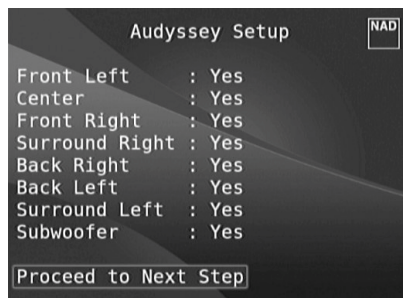 Audyssey Setup
NAD
Front Left : Yes
Center : Yes
Front Right : Yes
Surround Right : Yes
Back Right : Yes
Back Left : Yes
Surround Left : Yes
Subwoofer : Yes
Proceed to Next Step